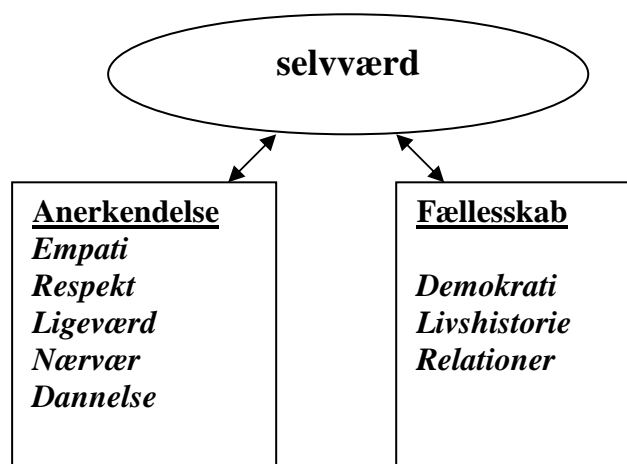 selvværd
Anerkendelse
Empati
Respekt
Ligeværd
Nærvær
Dannelse
Fællesskab
Demokrati
Livshistorie
Relationer